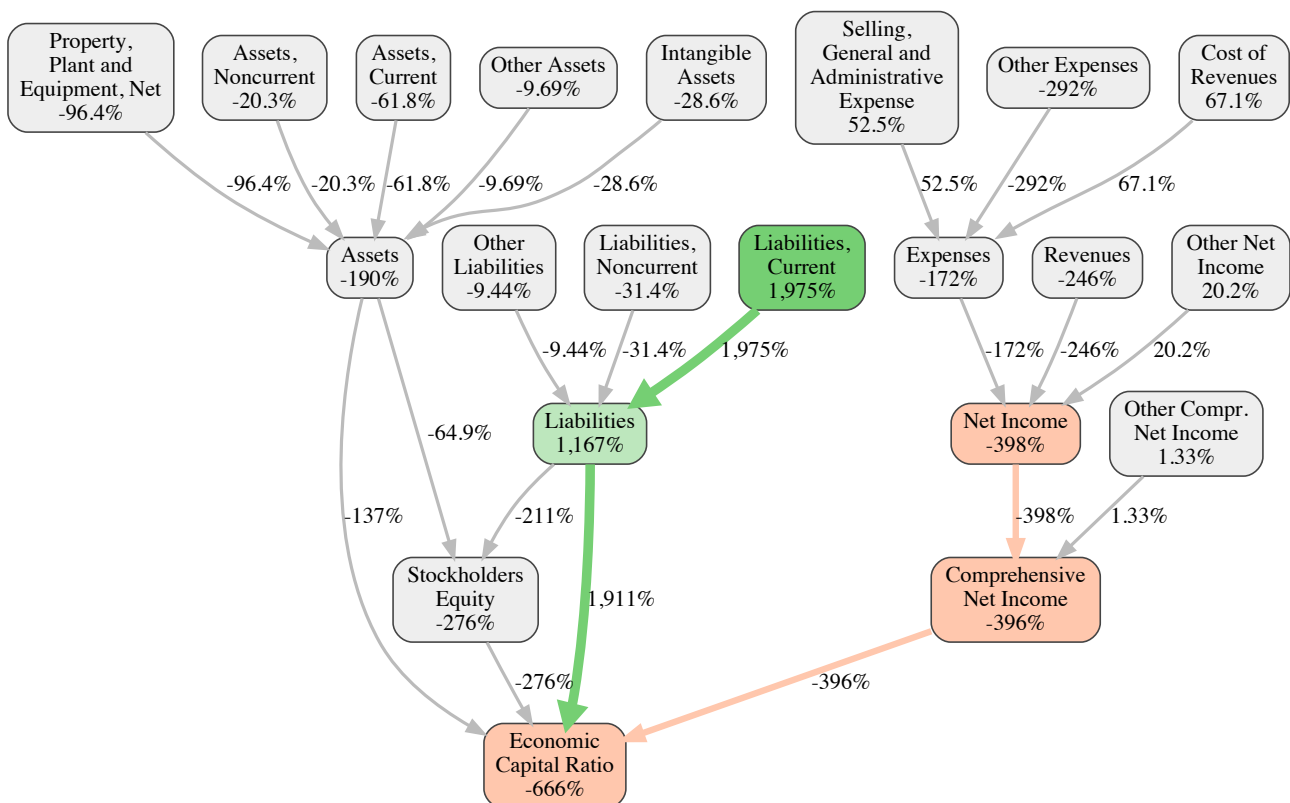 Property,
Plant and
Equipment, Net
-96.4%
Assets,
Noncurrent
-20.3%
Assets,
Current
-61.8%
Other Assets
-9.69%
Intangible
Assets
-28.6%
Selling,
General and
Administrative
Expense
52.5%
Other Expenses
-292%
Cost of
Revenues
67.1%
-96.4%
-20.3%
-61.8%
-9.69%
-28.6%
52.5%
-292%
67.1%
Assets
-190%
Other
Liabilities
-9.44%
Liabilities,
Noncurrent
-31.4%
Liabilities,
Current
1,975%
Expenses
-172%
Revenues
-246%
Other Net
Income
20.2%
-9.44%
-31.4%
1,975%
-172%
-246%
20.2%
-64.9%
Liabilities
1,167%
Net Income
-398%
Other Compr.
Net Income
1.33%
-137%
-211%
-398%
1.33%
Stockholders
Equity
-276%
1,911%
Comprehensive
Net Income
-396%
-276%
-396%
Economic
Capital Ratio
-666%